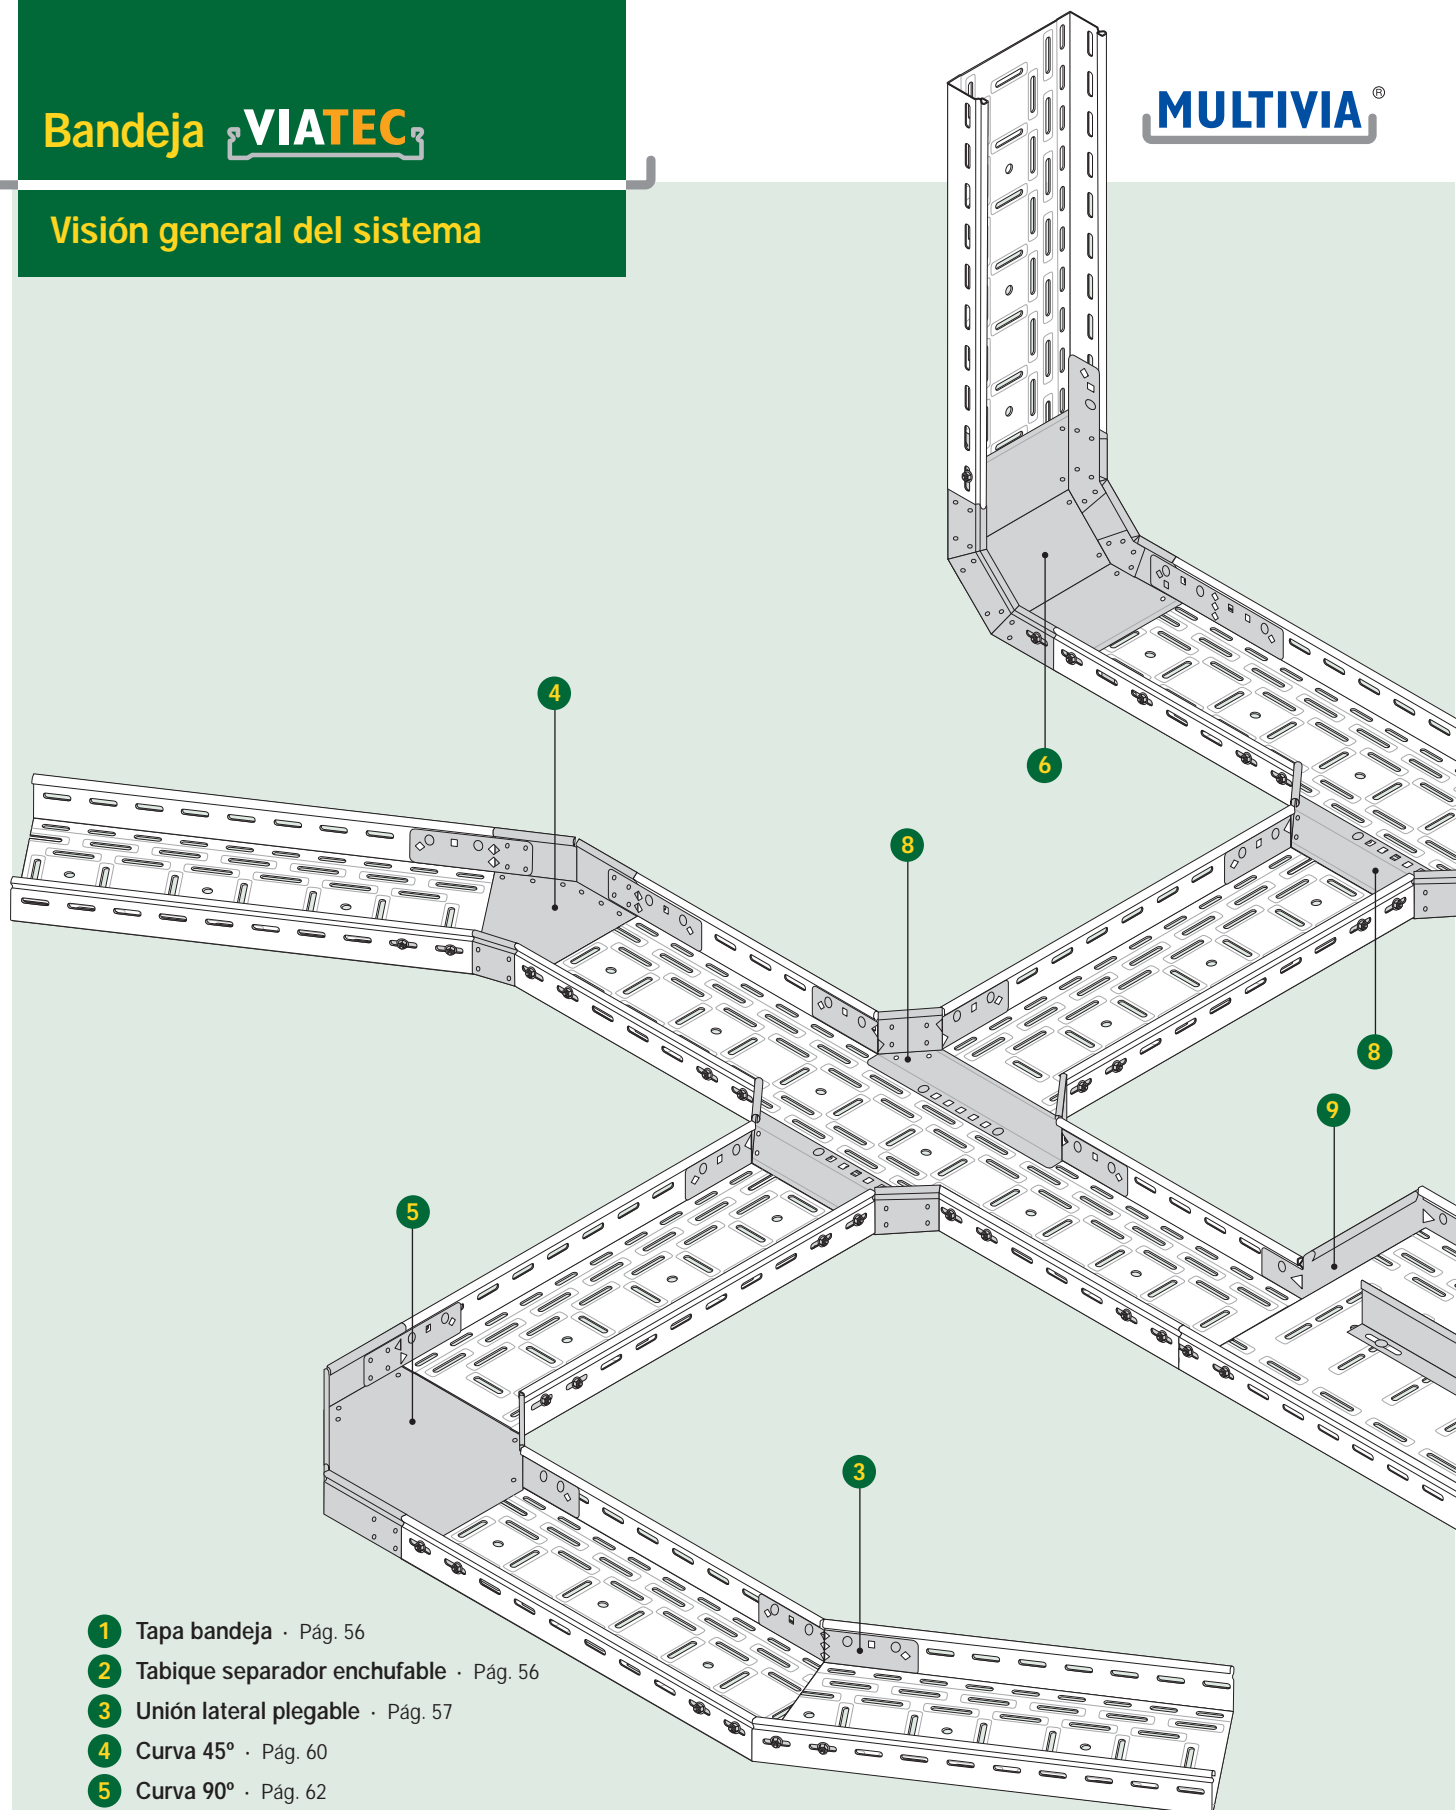 Bandeja VIATEC
MULTIVIA ®
Visión general del sistema
4
6
8
8
9
5
3
1 Tapa bandeja · Pág. 56
2 Tabique separador enchufable · Pág. 56
3 Unión lateral plegable · Pág. 57
4 Curva 45º · Pág. 60
5 Curva 90º · Pág. 62